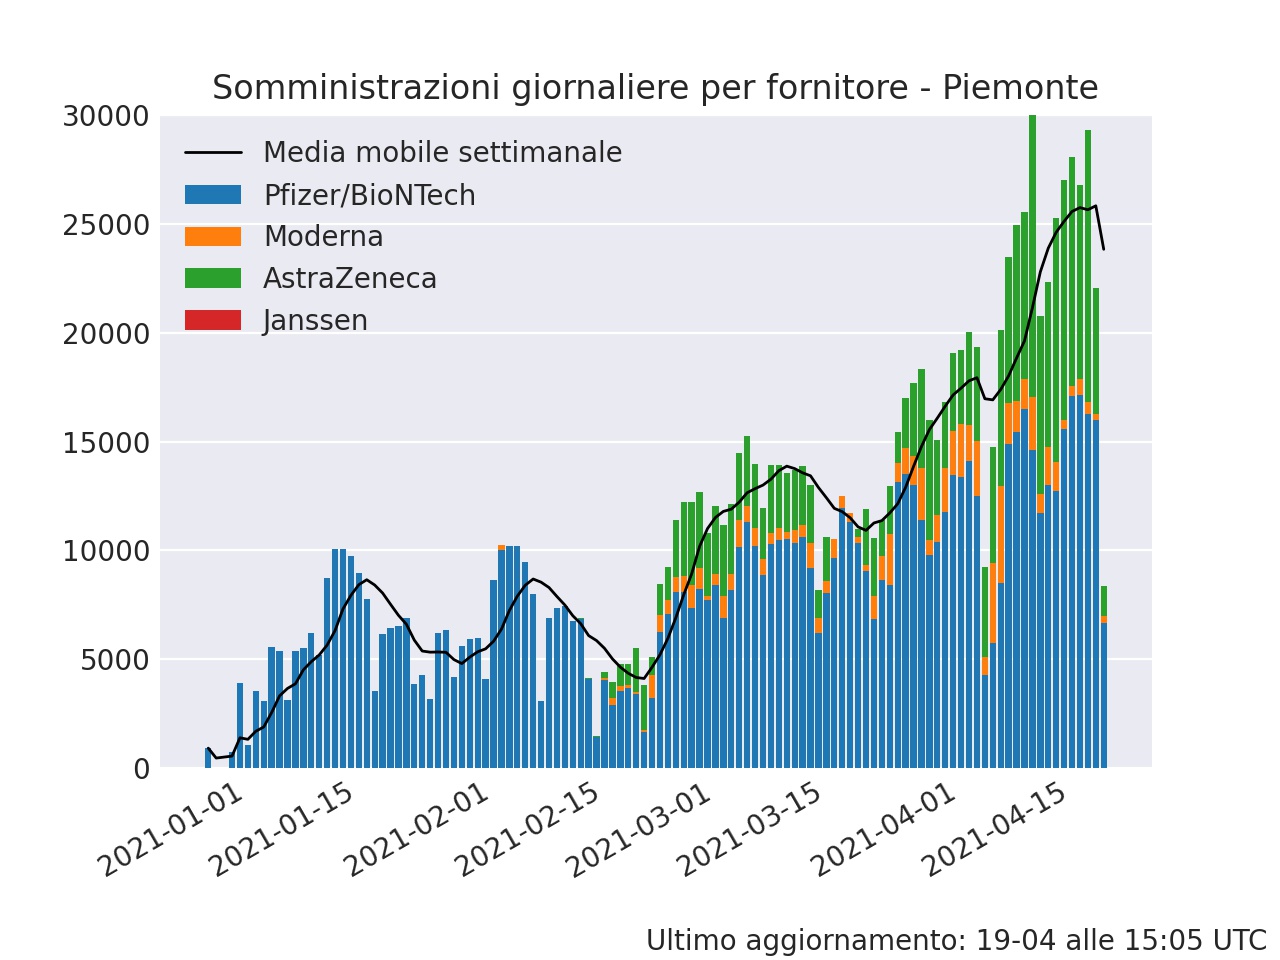 Somministrazioni giornaliere per fornitore - Piemonte
30000
25000
20000
15000
10000
5000
0
Media mobile settimanale
Pfizer/BioNTech
Moderna
AstraZeneca
Janssen
2021-01-01
2021-01-15
2021-02-01
2021-02-15
2021-03-01
2021-03-15
2021-04-01
2021-04-15
Ultimo aggiornamento: 19-04 alle 15:05 UTC